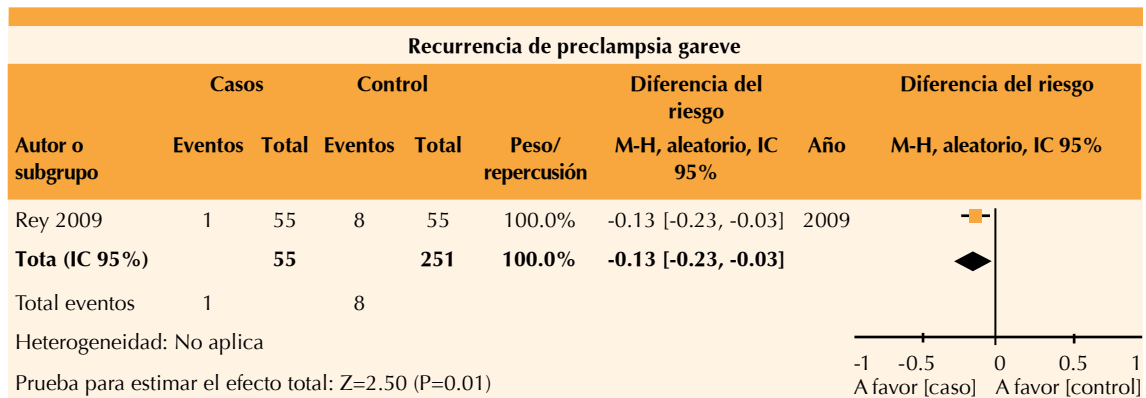 Recurrencia de preclampsia gareve
Casos Control Diferencia del riesgo Diferencia del riesgo
Autor o subgrupo Eventos Total Eventos Total Peso/repercusión M-H, aleatorio, IC 95% Año M-H, aleatorio, IC 95%
Rey 2009 1 55 8 55 100.0% -0.13 [-0.23, -0.03] 2009
Tota (IC 95%) 55 251 100.0% -0.13 [-0.23, -0.03]
Total eventos 1 8
Heterogeneidad: No aplica
Prueba para estimar el efecto total: Z=2.50 (P=0.01)
-1 -0.5 0 0.5 1
A favor [caso] A favor [control]